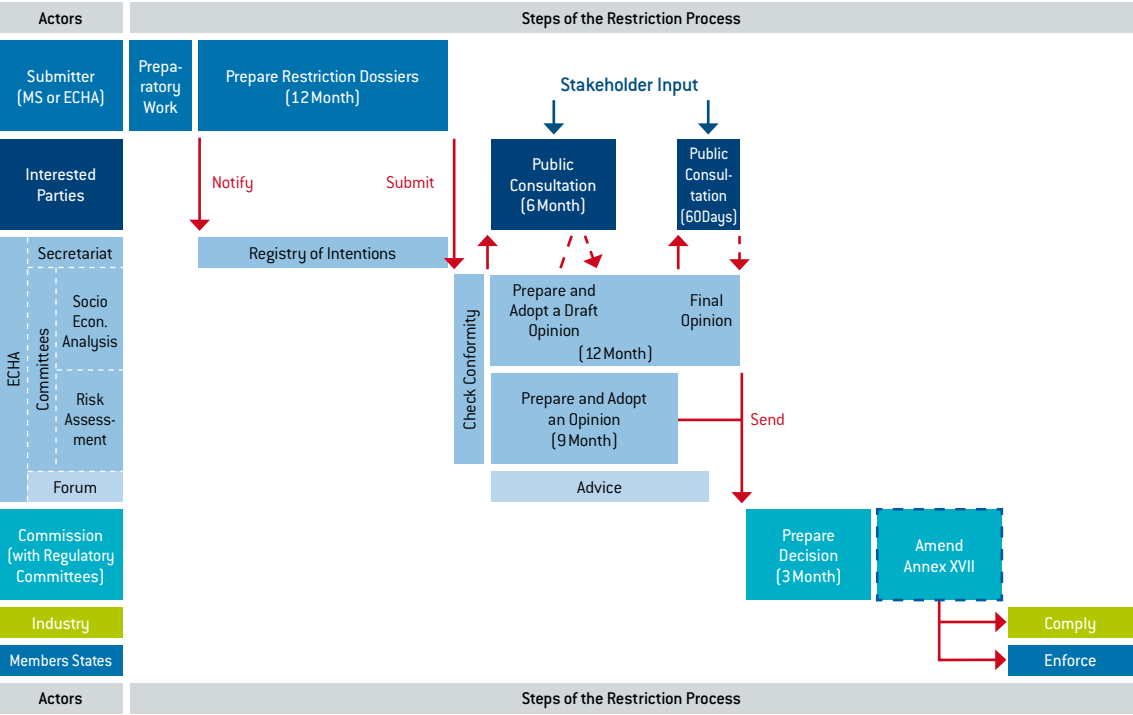 Actors
Steps of the Restriction Process
Submitter
(MS or ECHA)
Prepa-
ratory
Work
Prepare Restriction Dossiers
(12 Month)
Stakeholder Input
Interested
Parties
Notify
Submit
Public
Consultation
(6 Month)
Public
Consul-
tation
(60Days)
ECHA
Secretariat
Registry of Intentions
Committees
Socio
Econ.
Analysis
Check Conformity
Prepare and
Adopt a Draft
Opinion
(12 Month)
Final
Opinion
Risk
Assess-
ment
Prepare and Adopt
an Opinion
(9 Month)
Send
Forum
Advice
Commission
(with Regulatory
Committees)
Prepare
Decision
(3 Month)
Amend
Annex XVII
Industry
Comply
Members States
Enforce
Actors
Steps of the Restriction Process